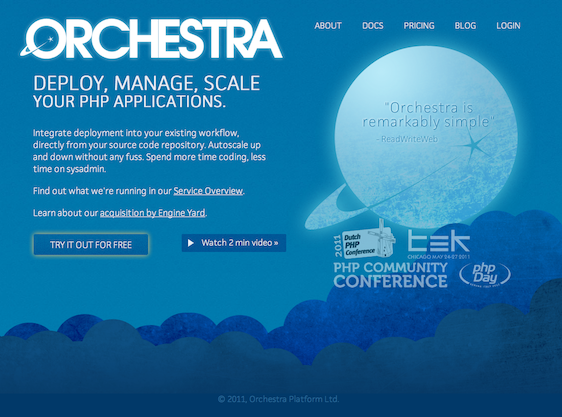 ORCHESTRA
ABOUT DOCS PRICING BLOG LOGIN
DEPLOY, MANAGE, SCALE
YOUR PHP APPLICATIONS.
Integrate deployment into your existing workflow,
directly from your source code repository. Autoscale up
and down without any fuss. Spend more time coding, less
time on sysadmin.
Find out what we're running in our Service Overview.
Learn about our acquisition by Engine Yard.
TRY IT OUT FOR FREE
Watch 2 min video »
"Orchestra is
remarkably simple"
- ReadWriteWeb
2011
Dutch
PHP
Conference
tek
CHICAGO MAY 24-27 2011
PHP COMMUNITY
CONFERENCE
php
Day
© 2011, Orchestra Platform Ltd.